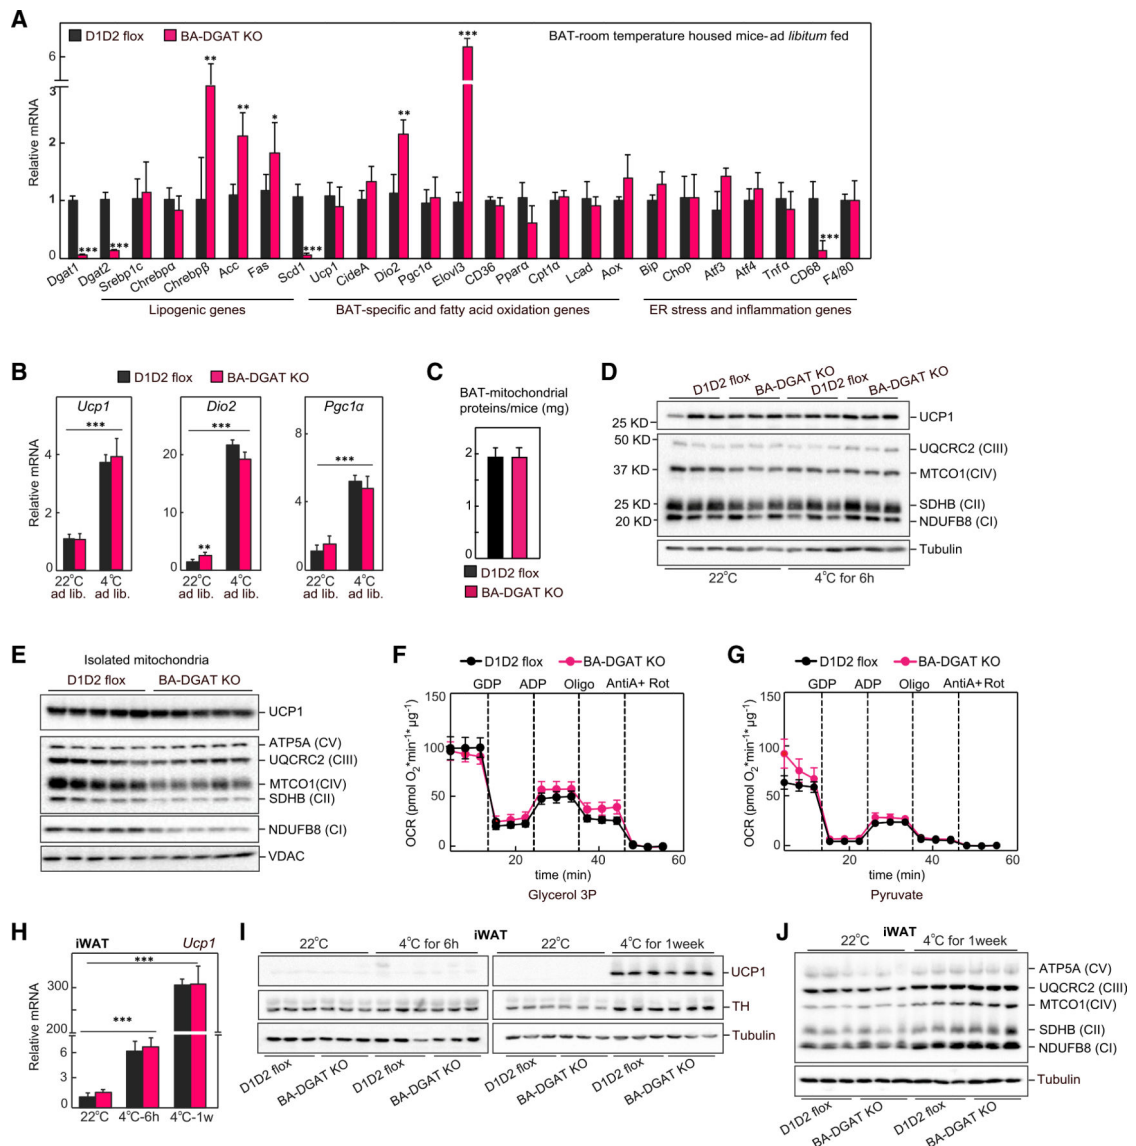 A
D1D2 flox BA-DGAT KO
BAT-room temperature housed mice-ad libitum fed
Relative mRNA
6
3
2
1
0
*** *** ** ** * *** ** *** ***
Dgat1 Dgat2 Srebp1c Chrebpα Chrebpβ Acc Fas Scd1 Ucp1 CideA Dio2 Pgc1α Elovl3 CD36 Pparα Cpt1α Lcad Aox Bip Chop Atf3 Atf4 Tnfα CD68 F4/80
Lipogenic genes
BAT-specific and fatty acid oxidation genes
ER stress and inflammation genes
B
D1D2 flox BA-DGAT KO
Relative mRNA
Ucp1
***
4
2
0
22°C ad lib.
4°C ad lib.
Dio2
***
**
20
10
0
22°C ad lib.
4°C ad lib.
Pgc1α
***
8
4
0
22°C ad lib.
4°C ad lib.
C
BAT-mitochondrial
proteins/mice (mg)
2
1
0
D1D2 flox
BA-DGAT KO
D
D1D2 flox BA-DGAT KO D1D2 flox BA-DGAT KO
25 KD
50 KD
37 KD
25 KD
20 KD
UCP1
UQCRC2 (CIII)
MTCO1(CIV)
SDHB (CII)
NDUFB8 (CI)
Tubulin
22°C 4°C for 6h
E
Isolated mitochondria
D1D2 flox BA-DGAT KO
UCP1
ATP5A (CV)
UQCRC2 (CIII)
MTCO1(CIV)
SDHB (CII)
NDUFB8 (CI)
VDAC
F
D1D2 flox BA-DGAT KO
GDP ADP Oligo AntiA+ Rot
OCR (pmol O2*min-1*µg-1)
150
100
50
0
20 40 60
time (min)
Glycerol 3P
G
D1D2 flox BA-DGAT KO
GDP ADP Oligo AntiA+ Rot
OCR (pmol O2*min-1*µg-1)
150
100
50
0
20 40 60
time (min)
Pyruvate
H
iWAT Ucp1
Relative mRNA
***
***
300
200
6
3
0
22°C 4°C-6h 4°C-1w
I
iWAT
22°C 4°C for 6h 22°C 4°C for 1week
UCP1
TH
Tubulin
D1D2 flox BA-DGAT KO D1D2 flox BA-DGAT KO D1D2 flox BA-DGAT KO D1D2 flox BA-DGAT KO
J
iWAT
22°C 4°C for 1week
ATP5A (CV)
UQCRC2 (CIII)
MTCO1(CIV)
SDHB (CII)
NDUFB8 (CI)
Tubulin
D1D2 flox BA-DGAT KO D1D2 flox BA-DGAT KO